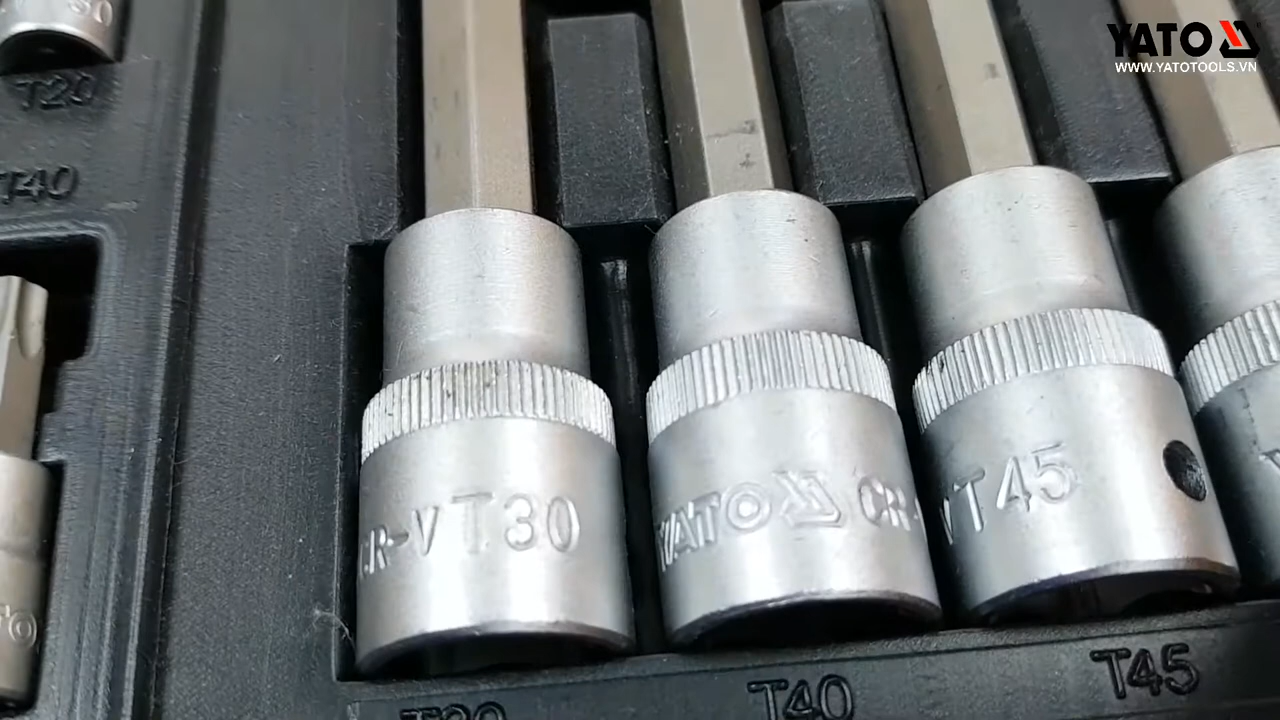 YATO
WWW.YATOTOOLS.VN
T20
T40
CR-V T30
YATO CR-
T45
T40
T45